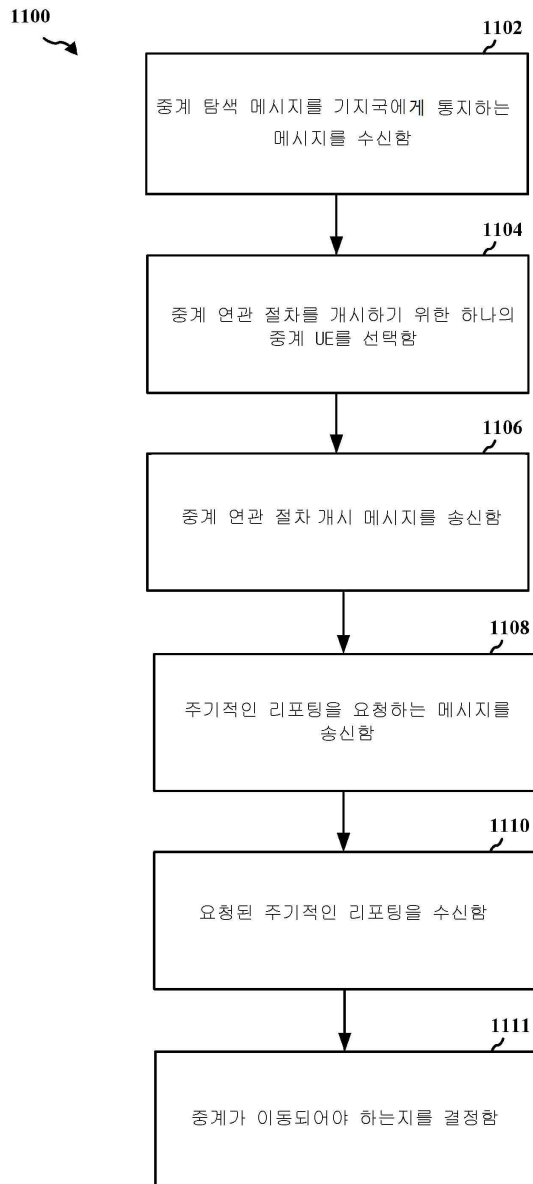 1100
1102
중계 탐색 메시지를 기지국에게 통지하는
메시지를 수신함
1104
중계 연관 절차를 개시하기 위한 하나의
중계 UE를 선택함
1106
중계 연관 절차 개시 메시지를 송신함
1108
주기적인 리포팅을 요청하는 메시지를
송신함
1110
요청된 주기적인 리포팅을 수신함
1111
중계가 이동되어야 하는지를 결정함